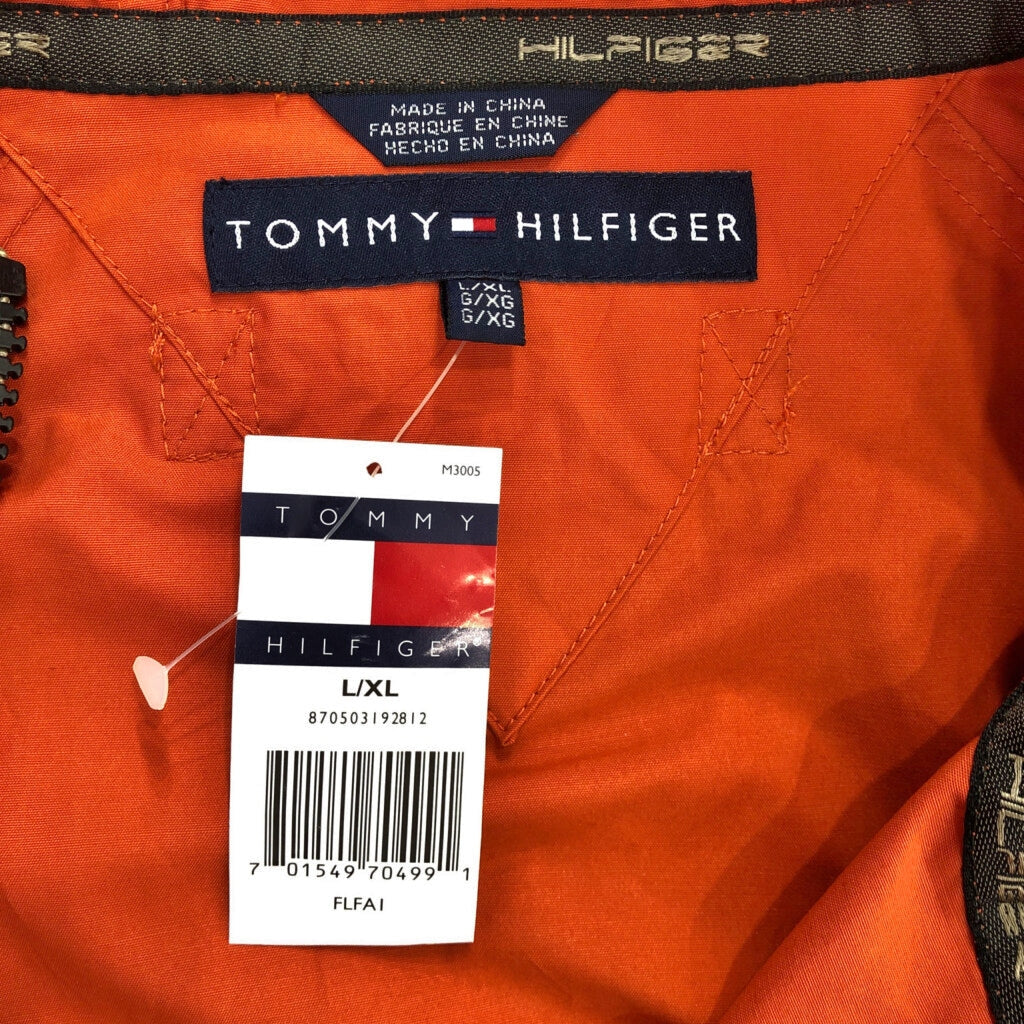 HILFIGER
MADE IN CHINA
FABRIQUE EN CHINE
HECHO EN CHINA
TOMMY HILFIGER
L/XL
G/XG
G/XG
M3005
TOMMY
HILFIGER®
L/XL
870503192812
7 01549 70499 1
FLFA1